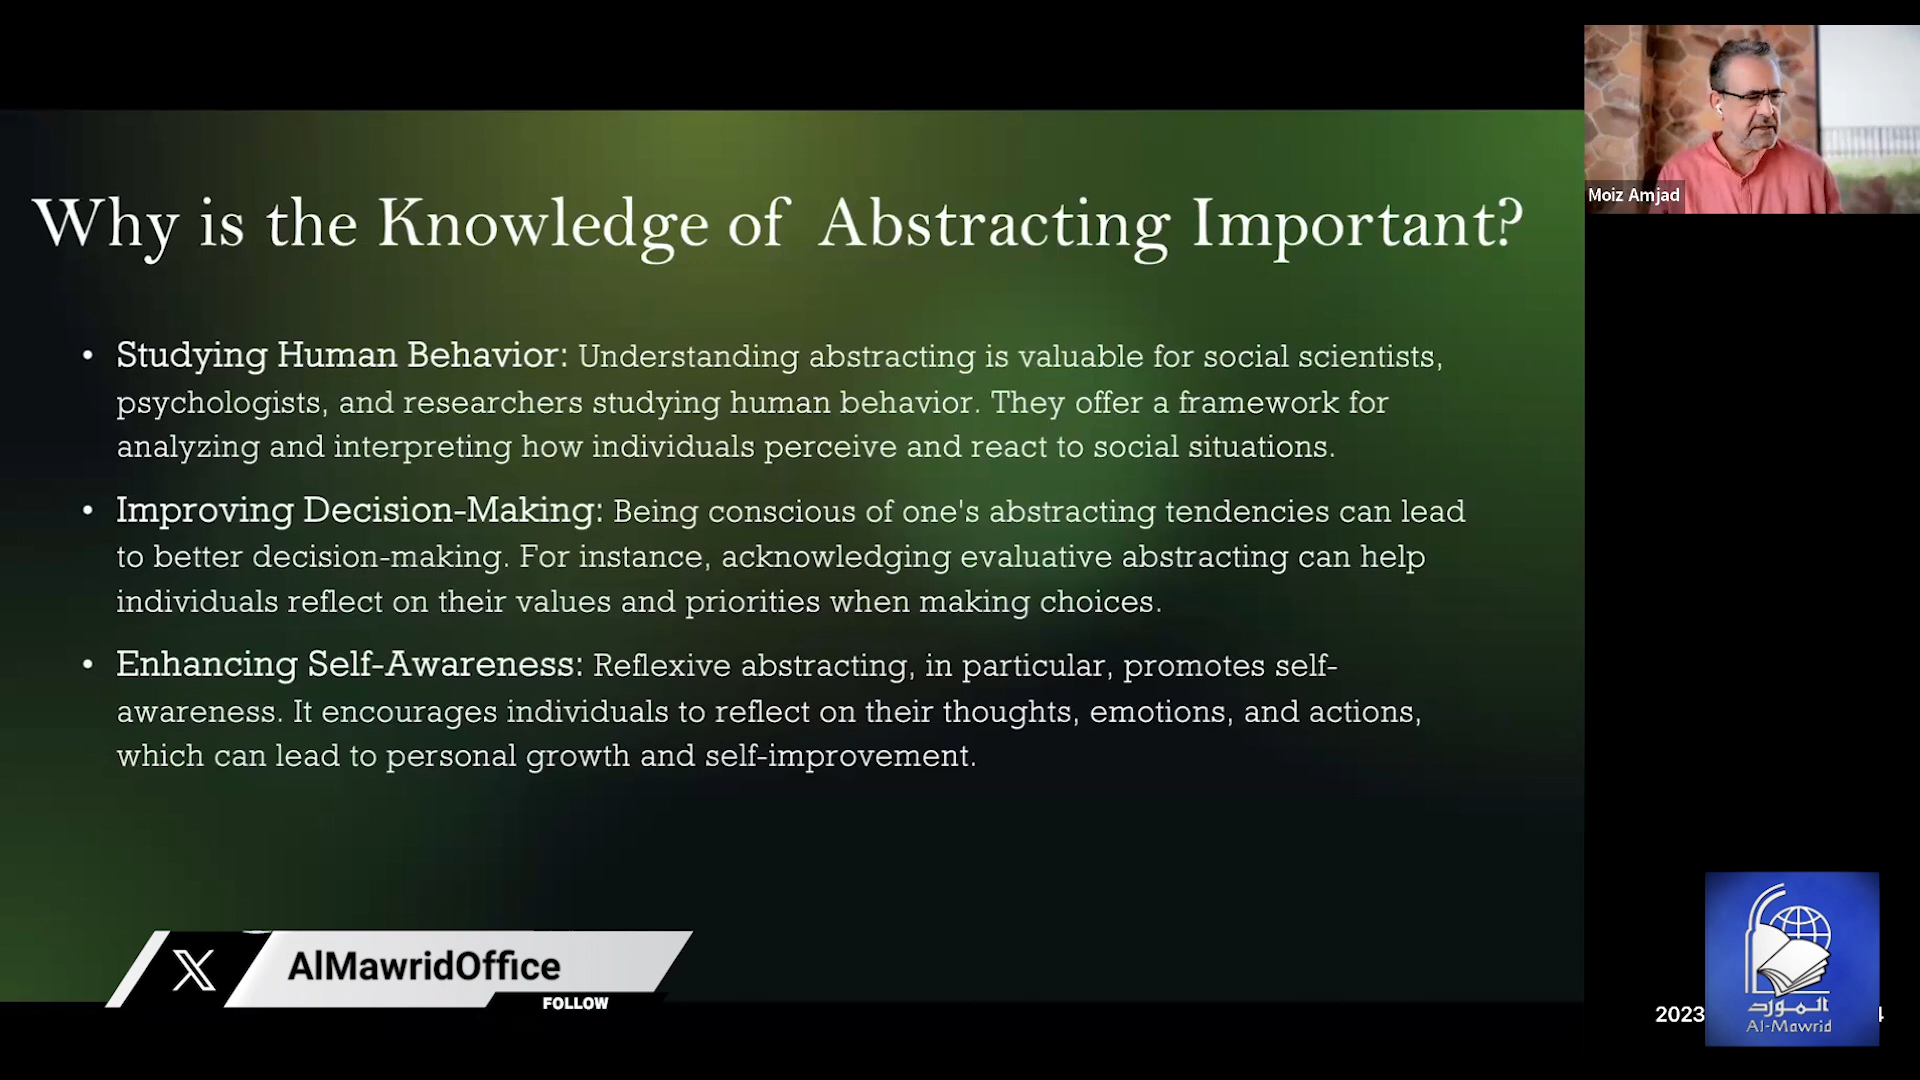 Why is the Knowledge of Abstracting Important?
Moiz Amjad
• Studying Human Behavior: Understanding abstracting is valuable for social scientists,
psychologists, and researchers studying human behavior. They offer a framework for
analyzing and interpreting how individuals perceive and react to social situations.
• Improving Decision-Making: Being conscious of one's abstracting tendencies can lead
to better decision-making. For instance, acknowledging evaluative abstracting can help
individuals reflect on their values and priorities when making choices.
• Enhancing Self-Awareness: Reflexive abstracting, in particular, promotes self-
awareness. It encourages individuals to reflect on their thoughts, emotions, and actions,
which can lead to personal growth and self-improvement.
X AlMawridOffice
FOLLOW
2023
المورد
Al-Mawrid